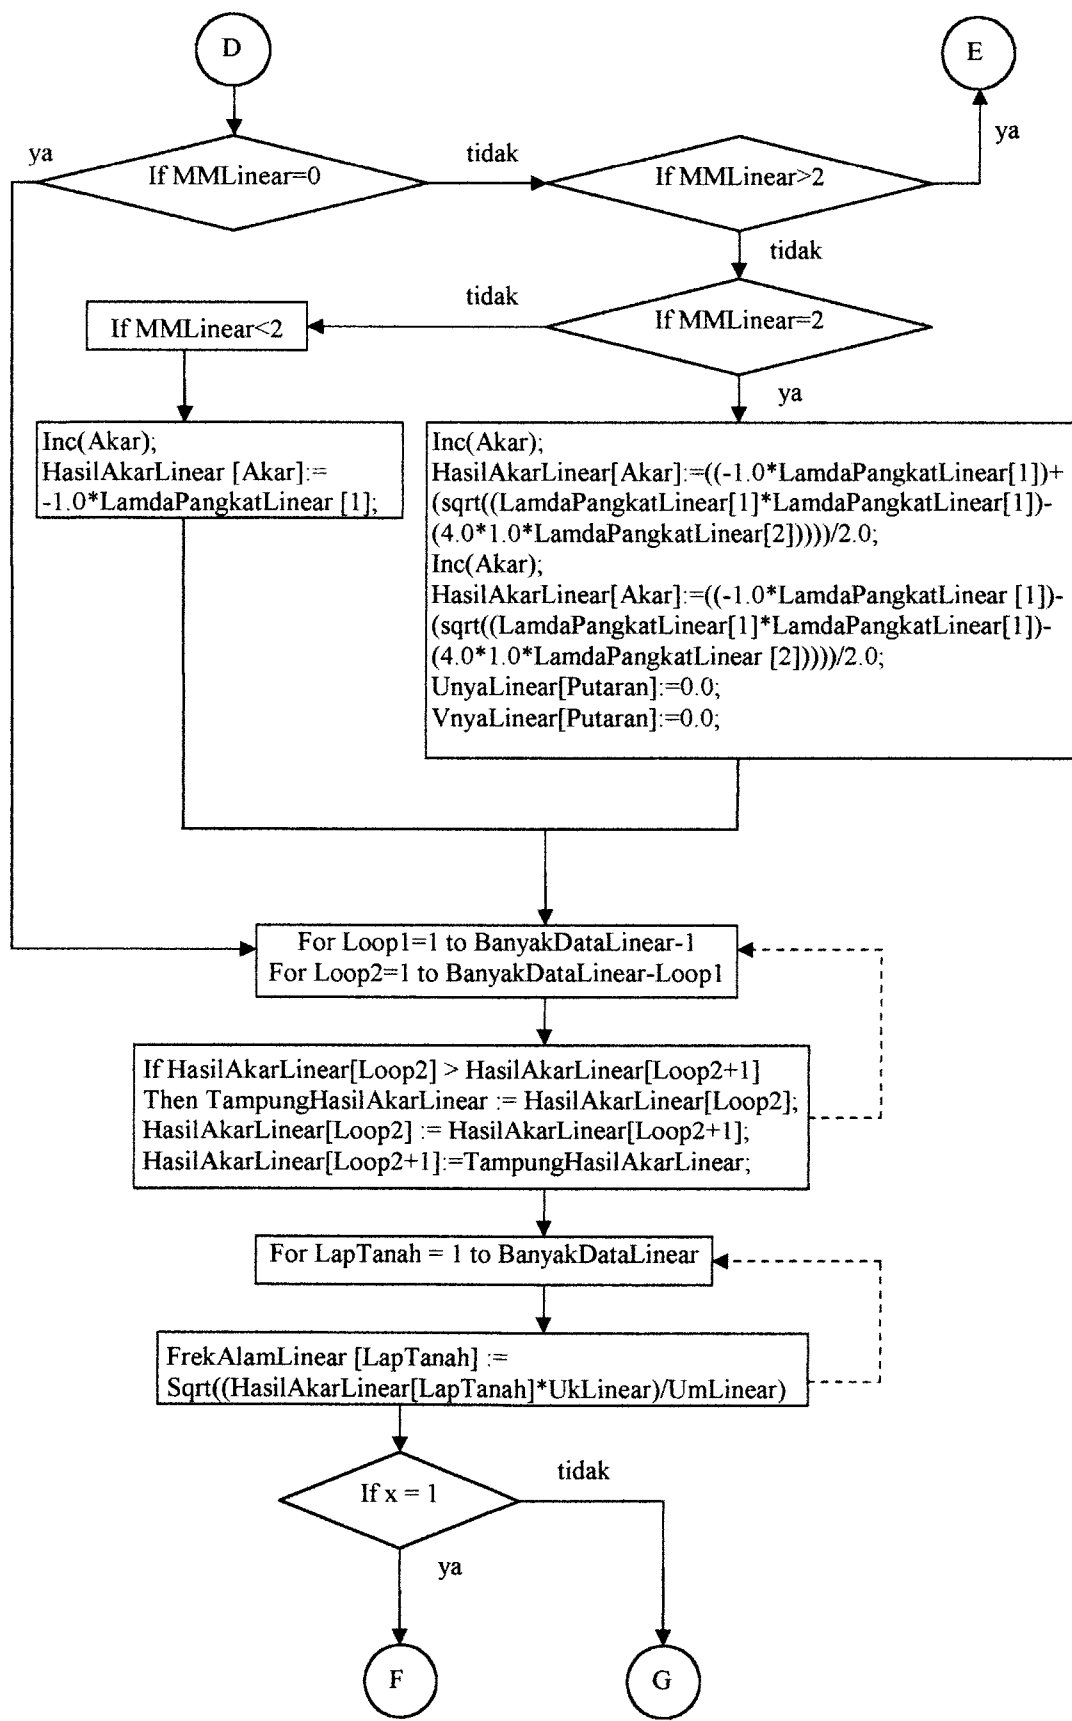 D
E
ya
tidak
ya
If MMLinear=0
If MMLinear>2
tidak
tidak
If MMLinear<2
If MMLinear=2
ya
Inc(Akar);
HasilAkarLinear [Akar]:=
-1.0*LamdaPangkatLinear [1];
Inc(Akar);
HasilAkarLinear[Akar]:=((-1.0*LamdaPangkatLinear[1])+
(sqrt((LamdaPangkatLinear[1]*LamdaPangkatLinear[1])-
(4.0*1.0*LamdaPangkatLinear[2]))))/2.0;
Inc(Akar);
HasilAkarLinear[Akar]:=((-1.0*LamdaPangkatLinear [1])-
(sqrt((LamdaPangkatLinear[1]*LamdaPangkatLinear[1])-
(4.0*1.0*LamdaPangkatLinear [2]))))/2.0;
UnyaLinear[Putaran]:=0.0;
VnyaLinear[Putaran]:=0.0;
For Loop1=1 to BanyakDataLinear-1
For Loop2=1 to BanyakDataLinear-Loop1
If HasilAkarLinear[Loop2] > HasilAkarLinear[Loop2+1]
Then TampungHasilAkarLinear := HasilAkarLinear[Loop2];
HasilAkarLinear[Loop2] := HasilAkarLinear[Loop2+1];
HasilAkarLinear[Loop2+1]:=TampungHasilAkarLinear;
For LapTanah = 1 to BanyakDataLinear
FrekAlamLinear [LapTanah] :=
Sqrt((HasilAkarLinear[LapTanah]*UkLinear)/UmLinear)
If x = 1
tidak
ya
F
G